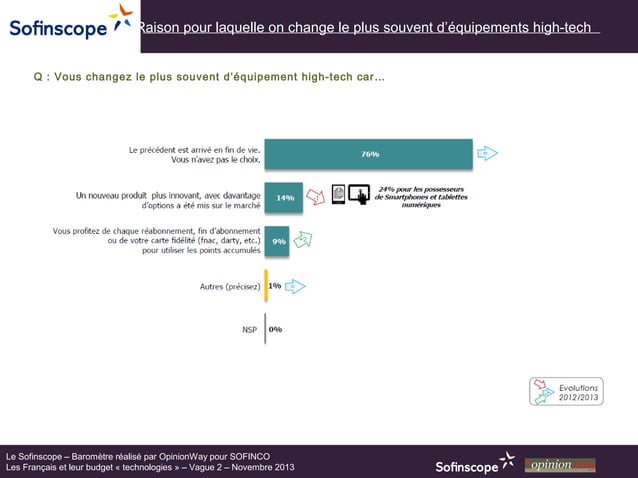 Sofinscope
Raison pour laquelle on change le plus souvent d’équipements high-tech
Q : Vous changez le plus souvent d’équipement high-tech car…
Le précédent est arrivé en fin de vie.
Vous n’avez pas le choix.
76%
=
Un nouveau produit plus innovant, avec davantage
d’options a été mis sur le marché
14%
24% pour les possesseurs
de Smartphones et tablettes
numériques
Vous profitez de chaque réabonnement, fin d’abonnement
ou de votre carte fidélité (fnac, darty, etc.)
pour utiliser les points accumulés
9%
Autres (précisez)
1%
=
NSP
0%
Evolutions
2012/2013
Le Sofinscope – Baromètre réalisé par OpinionWay pour SOFINCO
Les Français et leur budget « technologies » – Vague 2 – Novembre 2013
Sofinscope
opinionway